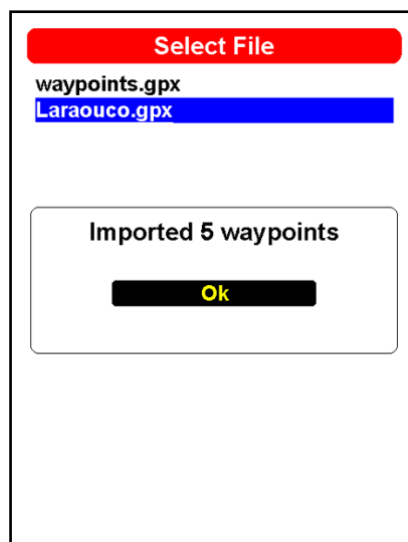 Select File
waypoints.gpx
Laraouco.gpx
Imported 5 waypoints
Ok